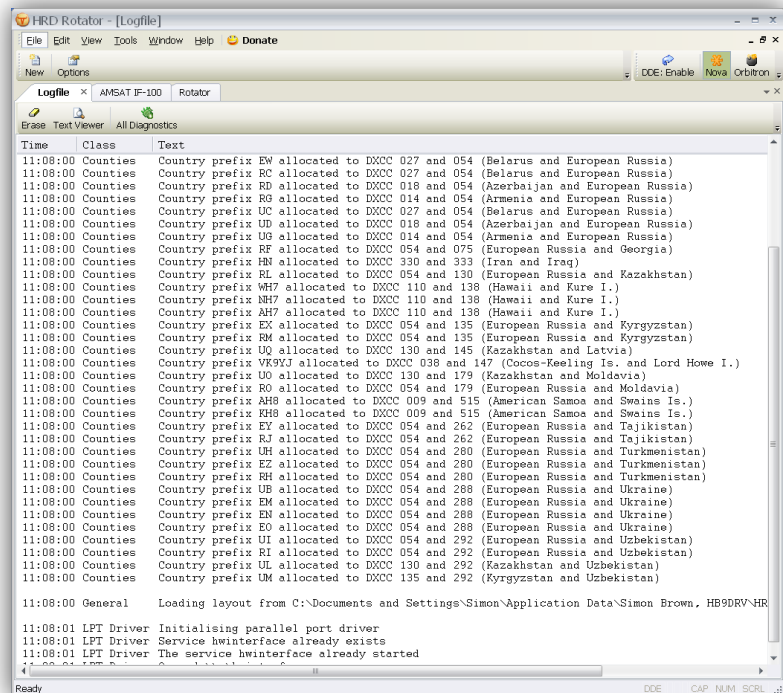 HRD Rotator - [Logfile]
File Edit View Tools Window Help Donate
New Options DDE: Enable Nova Orbitron
Logfile AMSAT IF-100 Rotator
Erase Text Viewer All Diagnostics
Time Class Text
11:08:00 Counties Country prefix EW allocated to DXCC 027 and 054 (Belarus and European Russia)
11:08:00 Counties Country prefix RC allocated to DXCC 027 and 054 (Belarus and European Russia)
11:08:00 Counties Country prefix RD allocated to DXCC 018 and 054 (Azerbaijan and European Russia)
11:08:00 Counties Country prefix RG allocated to DXCC 014 and 054 (Armenia and European Russia)
11:08:00 Counties Country prefix UC allocated to DXCC 027 and 054 (Belarus and European Russia)
11:08:00 Counties Country prefix UD allocated to DXCC 018 and 054 (Azerbaijan and European Russia)
11:08:00 Counties Country prefix UG allocated to DXCC 014 and 054 (Armenia and European Russia)
11:08:00 Counties Country prefix RF allocated to DXCC 054 and 075 (European Russia and Georgia)
11:08:00 Counties Country prefix HN allocated to DXCC 330 and 333 (Iran and Iraq)
11:08:00 Counties Country prefix RL allocated to DXCC 054 and 130 (European Russia and Kazakhstan)
11:08:00 Counties Country prefix WH7 allocated to DXCC 110 and 138 (Hawaii and Kure I.)
11:08:00 Counties Country prefix NH7 allocated to DXCC 110 and 138 (Hawaii and Kure I.)
11:08:00 Counties Country prefix AH7 allocated to DXCC 110 and 138 (Hawaii and Kure I.)
11:08:00 Counties Country prefix EX allocated to DXCC 054 and 135 (European Russia and Kyrgyzstan)
11:08:00 Counties Country prefix RM allocated to DXCC 054 and 135 (European Russia and Kyrgyzstan)
11:08:00 Counties Country prefix UQ allocated to DXCC 130 and 145 (Kazakhstan and Latvia)
11:08:00 Counties Country prefix VK9YJ allocated to DXCC 038 and 147 (Cocos-Keeling Is. and Lord Howe I.)
11:08:00 Counties Country prefix UO allocated to DXCC 130 and 179 (Kazakhstan and Moldavia)
11:08:00 Counties Country prefix RO allocated to DXCC 054 and 179 (European Russia and Moldavia)
11:08:00 Counties Country prefix AH8 allocated to DXCC 009 and 515 (American Samoa and Swains Is.)
11:08:00 Counties Country prefix KH8 allocated to DXCC 009 and 515 (American Samoa and Swains Is.)
11:08:00 Counties Country prefix EY allocated to DXCC 054 and 262 (European Russia and Tajikistan)
11:08:00 Counties Country prefix RJ allocated to DXCC 054 and 262 (European Russia and Tajikistan)
11:08:00 Counties Country prefix UH allocated to DXCC 054 and 280 (European Russia and Turkmenistan)
11:08:00 Counties Country prefix EZ allocated to DXCC 054 and 280 (European Russia and Turkmenistan)
11:08:00 Counties Country prefix RH allocated to DXCC 054 and 280 (European Russia and Turkmenistan)
11:08:00 Counties Country prefix UB allocated to DXCC 054 and 288 (European Russia and Ukraine)
11:08:00 Counties Country prefix EM allocated to DXCC 054 and 288 (European Russia and Ukraine)
11:08:00 Counties Country prefix EN allocated to DXCC 054 and 288 (European Russia and Ukraine)
11:08:00 Counties Country prefix EO allocated to DXCC 054 and 288 (European Russia and Ukraine)
11:08:00 Counties Country prefix UI allocated to DXCC 054 and 292 (European Russia and Uzbekistan)
11:08:00 Counties Country prefix RI allocated to DXCC 054 and 292 (European Russia and Uzbekistan)
11:08:00 Counties Country prefix UL allocated to DXCC 130 and 292 (Kazakhstan and Uzbekistan)
11:08:00 Counties Country prefix UM allocated to DXCC 135 and 292 (Kyrgyzstan and Uzbekistan)
11:08:00 General Loading layout from C:\Documents and Settings\Simon\Application Data\Simon Brown, HB9DRV\HR
11:08:01 LPT Driver Initialising parallel port driver
11:08:01 LPT Driver Service hwinterface already exists
11:08:01 LPT Driver The service hwinterface already started
Ready DDE CAP NUM SCRL